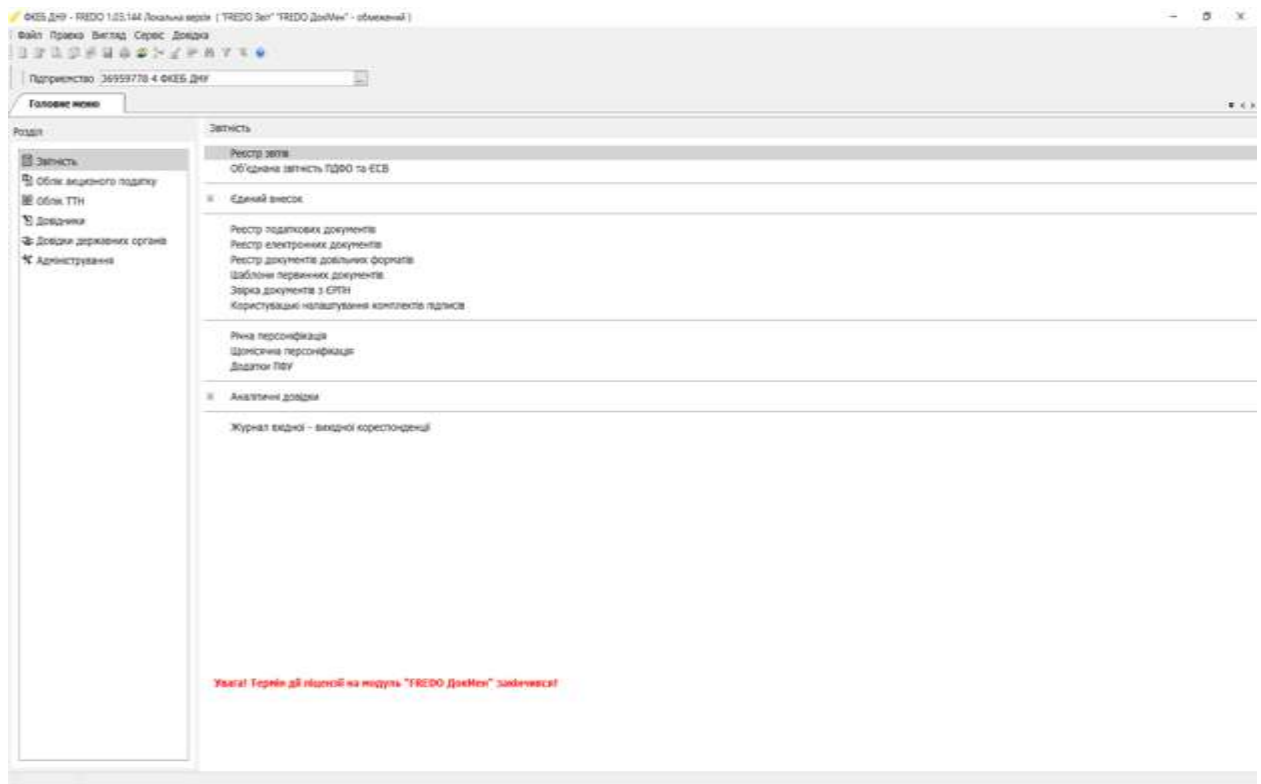 ФКЕБ ДНУ - FREDO 1.03.144 Локальна версія ( "FREDO Звіт" "FREDO ДокМен" - обмежений )
Файл Правка Вигляд Сервіс Довідка
Підприємство 36959778 4 ФКЕБ ДНУ ...
Головне меню
Розділ
Звітність
Облік акцизного податку
Облік ТТН
Довідники
Довідки державних органів
Адміністрування
Звітність
Реєстр звітів
Об'єднана звітність ПДФО та ЄСВ
Єдиний внесок
Реєстр податкових документів
Реєстр електронних документів
Реєстр документів довільних форматів
Шаблони первинних документів
Звірка документів з ЄРПН
Користувацькі налаштування комплектів підписів
Річна персоніфікація
Щомісячна персоніфікація
Додатки ПФУ
Аналітичні довідки
Журнал вхідної - вихідної кореспонденції
Увага! Термін дії ліцензії на модуль "FREDO ДокМен" закінчився!